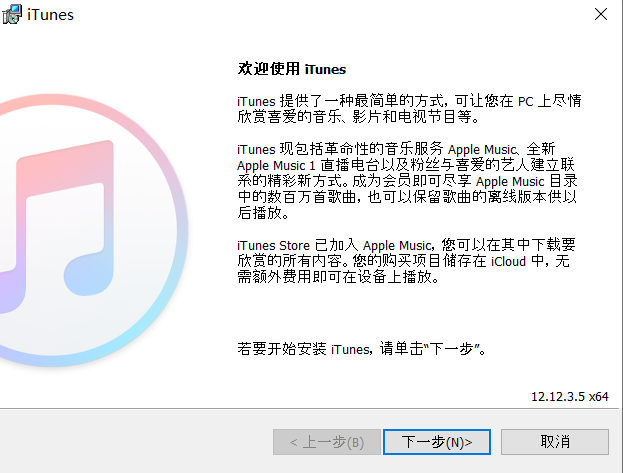 iTunes
欢迎使用 iTunes
iTunes 提供了一种最简单的方式，可让您在 PC 上尽情
欣赏喜爱的音乐、影片和电视节目等。
iTunes 现包括革命性的音乐服务 Apple Music、全新
Apple Music 1 直播电台以及粉丝与喜爱的艺人建立联
系的精彩新方式。成为会员即可尽享 Apple Music 目录
中的数百万首歌曲，也可以保留歌曲的离线版本供以
后播放。
iTunes Store 已加入 Apple Music，您可以在其中下载要
欣赏的所有内容。您的购买项目储存在 iCloud 中，无
需额外费用即可在设备上播放。
若要开始安装 iTunes，请单击“下一步”。
12.12.3.5 x64
< 上一步(B)
下一步(N)>
取消